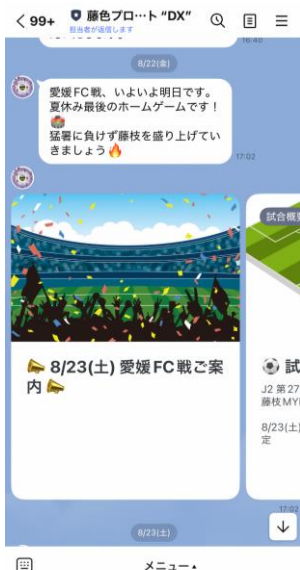 99+
藤色プロ…ト “DX”
担当者が返信します
8/22(金)
愛媛FC戦、いよいよ明日です。
夏休み最後のホームゲームです！
猛暑に負けず藤枝を盛り上げてい
きましょう🔥
17:02
8/23(土) 愛媛FC戦ご案
内
試合概要
試
J2 第27
藤枝MY
8/23(土)
定
17:02
8/23(土)
メニュー▲